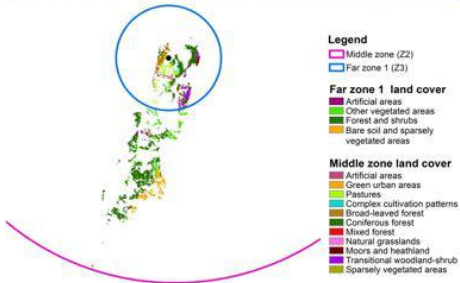 Legend
Middle zone (Z2)
Far zone 1 (Z3)
Far zone 1 land cover
Artificial areas
Other vegetated areas
Forest and shrubs
Bare soil and sparsely
vegetated areas
Middle zone land cover
Artificial areas
Green urban areas
Pastures
Complex cultivation patterns
Broad-leaved forest
Coniferous forest
Mixed forest
Natural grasslands
Moors and heathland
Transitional woodland-shrub
Sparsely vegetated areas